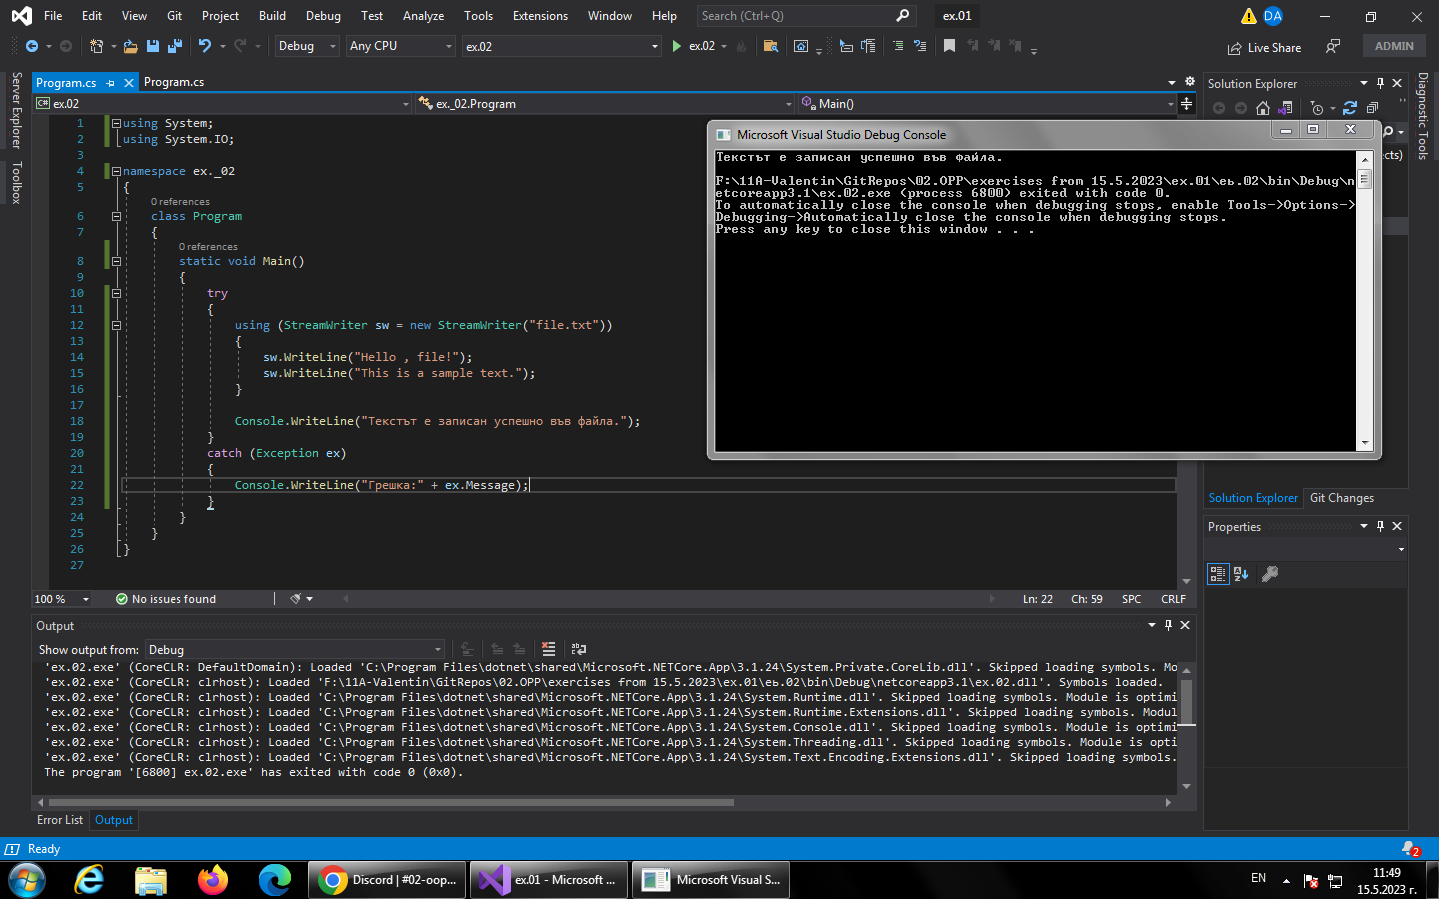 File Edit View Git Project Build Debug Test Analyze Tools Extensions Window Help Search (Ctrl+Q) ex.01 DA
Debug Any CPU ex.02 ex.02 Live Share ADMIN
Server Explorer
Toolbox
Program.cs Program.cs
C# ex.02 ex._02.Program Main()
1 using System;
2 using System.IO;
3
4 namespace ex._02
5 {
0 references
6 class Program
7 {
0 references
8 static void Main()
9 {
10 try
11 {
12 using (StreamWriter sw = new StreamWriter("file.txt"))
13 {
14 sw.WriteLine("Hello , file!");
15 sw.WriteLine("This is a sample text.");
16 }
17
18 Console.WriteLine("Текстът е записан успешно във файла.");
19 }
20 catch (Exception ex)
21 {
22 Console.WriteLine("Грешка:" + ex.Message);
23 }
24 }
25 }
26 }
27
100 % No issues found Ln: 22 Ch: 59 SPC CRLF
Microsoft Visual Studio Debug Console
Текстът е записан успешно във файла.
F:\11A-Valentin\GitRepos\02.OPP\exercises from 15.5.2023\ex.01\еь.02\bin\Debug\n
etcoreapp3.1\ex.02.exe (process 6800) exited with code 0.
To automatically close the console when debugging stops, enable Tools->Options->
Debugging->Automatically close the console when debugging stops.
Press any key to close this window . . .
Solution Explorer
cts)
Diagnostic Tools
Solution Explorer Git Changes
Properties
Output
Show output from: Debug
'ex.02.exe' (CoreCLR: DefaultDomain): Loaded 'C:\Program Files\dotnet\shared\Microsoft.NETCore.App\3.1.24\System.Private.CoreLib.dll'. Skipped loading symbols. Mo
'ex.02.exe' (CoreCLR: clrhost): Loaded 'F:\11A-Valentin\GitRepos\02.OPP\exercises from 15.5.2023\ex.01\еь.02\bin\Debug\netcoreapp3.1\ex.02.dll'. Symbols loaded.
'ex.02.exe' (CoreCLR: clrhost): Loaded 'C:\Program Files\dotnet\shared\Microsoft.NETCore.App\3.1.24\System.Runtime.dll'. Skipped loading symbols. Module is optimi
'ex.02.exe' (CoreCLR: clrhost): Loaded 'C:\Program Files\dotnet\shared\Microsoft.NETCore.App\3.1.24\System.Runtime.Extensions.dll'. Skipped loading symbols. Modul
'ex.02.exe' (CoreCLR: clrhost): Loaded 'C:\Program Files\dotnet\shared\Microsoft.NETCore.App\3.1.24\System.Console.dll'. Skipped loading symbols. Module is optimi
'ex.02.exe' (CoreCLR: clrhost): Loaded 'C:\Program Files\dotnet\shared\Microsoft.NETCore.App\3.1.24\System.Threading.dll'. Skipped loading symbols. Module is opti
'ex.02.exe' (CoreCLR: clrhost): Loaded 'C:\Program Files\dotnet\shared\Microsoft.NETCore.App\3.1.24\System.Text.Encoding.Extensions.dll'. Skipped loading symbols.
The program '[6800] ex.02.exe' has exited with code 0 (0x0).
Error List Output
Ready 2
Discord | #02-oop... ex.01 - Microsoft ... Microsoft Visual S... EN 11:49
15.5.2023 г.